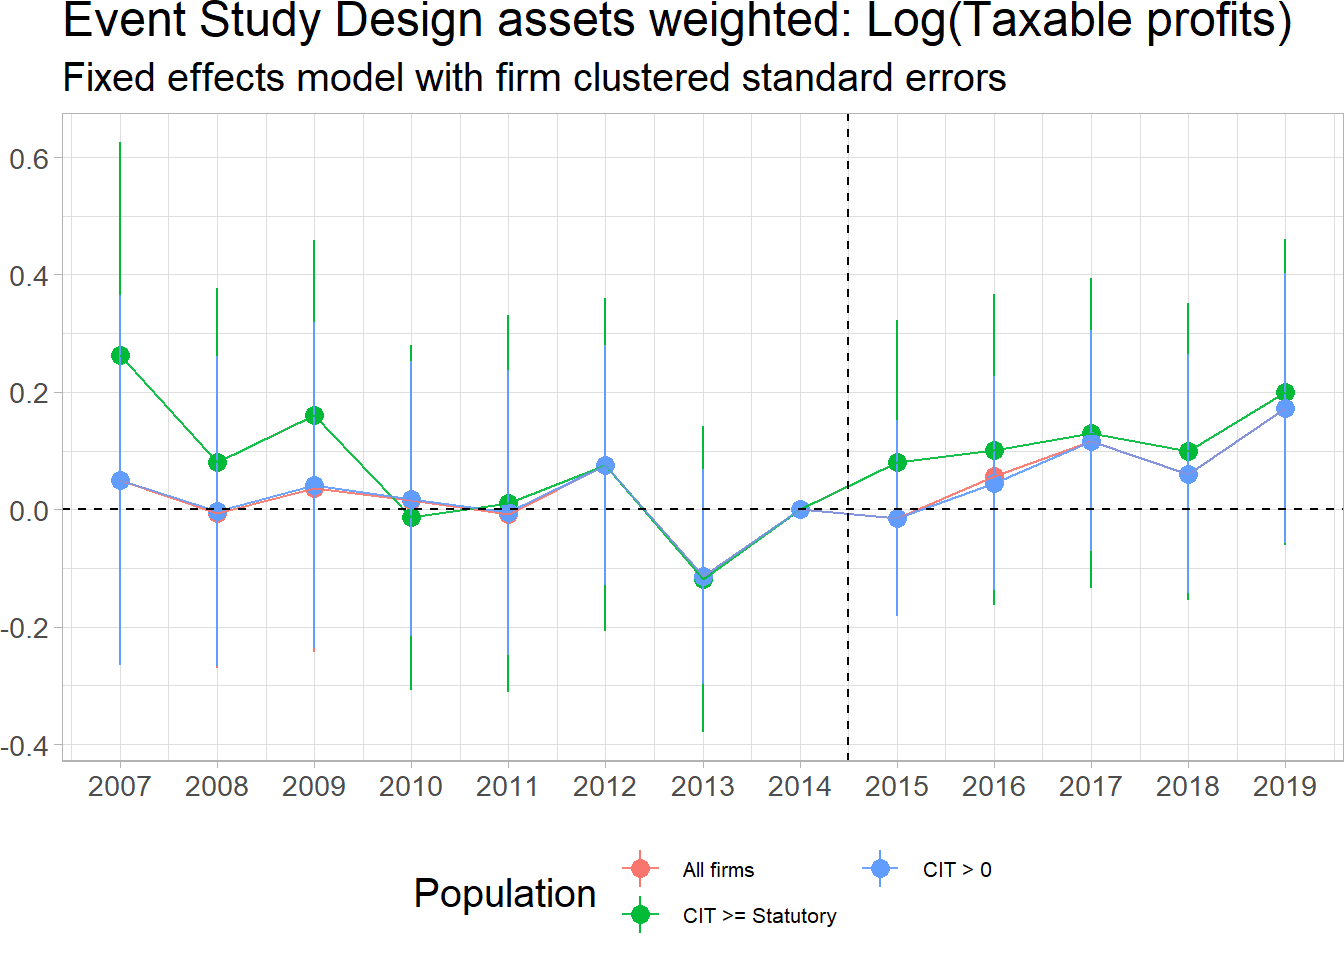 Event Study Design assets weighted: Log(Taxable profits)
Fixed effects model with firm clustered standard errors
0.6
0.4
0.2
0.0
-0.2
-0.4
2007 2008 2009 2010 2011 2012 2013 2014 2015 2016 2017 2018 2019
Population
All firms
CIT >= Statutory
CIT > 0